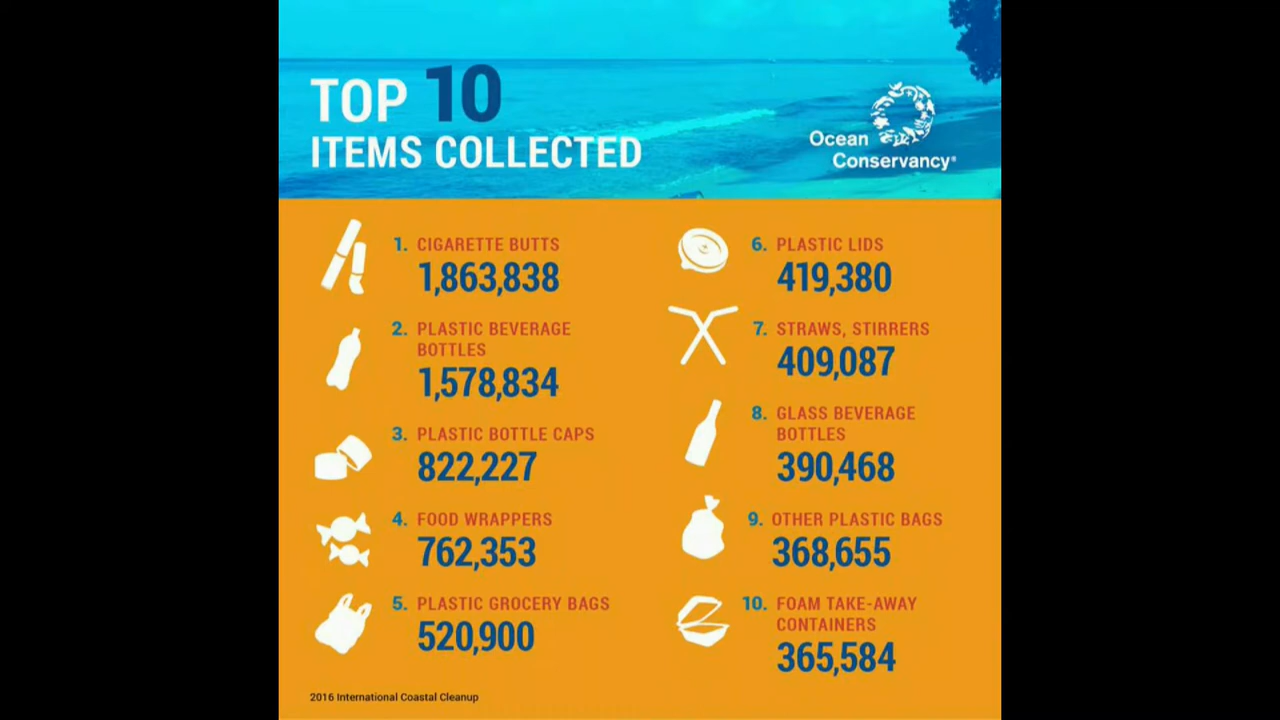 TOP 10
ITEMS COLLECTED
Ocean
Conservancy®
1. CIGARETTE BUTTS
1,863,838
2. PLASTIC BEVERAGE
BOTTLES
1,578,834
3. PLASTIC BOTTLE CAPS
822,227
4. FOOD WRAPPERS
762,353
5. PLASTIC GROCERY BAGS
520,900
6. PLASTIC LIDS
419,380
7. STRAWS, STIRRERS
409,087
8. GLASS BEVERAGE
BOTTLES
390,468
9. OTHER PLASTIC BAGS
368,655
10. FOAM TAKE-AWAY
CONTAINERS
365,584
2016 International Coastal Cleanup